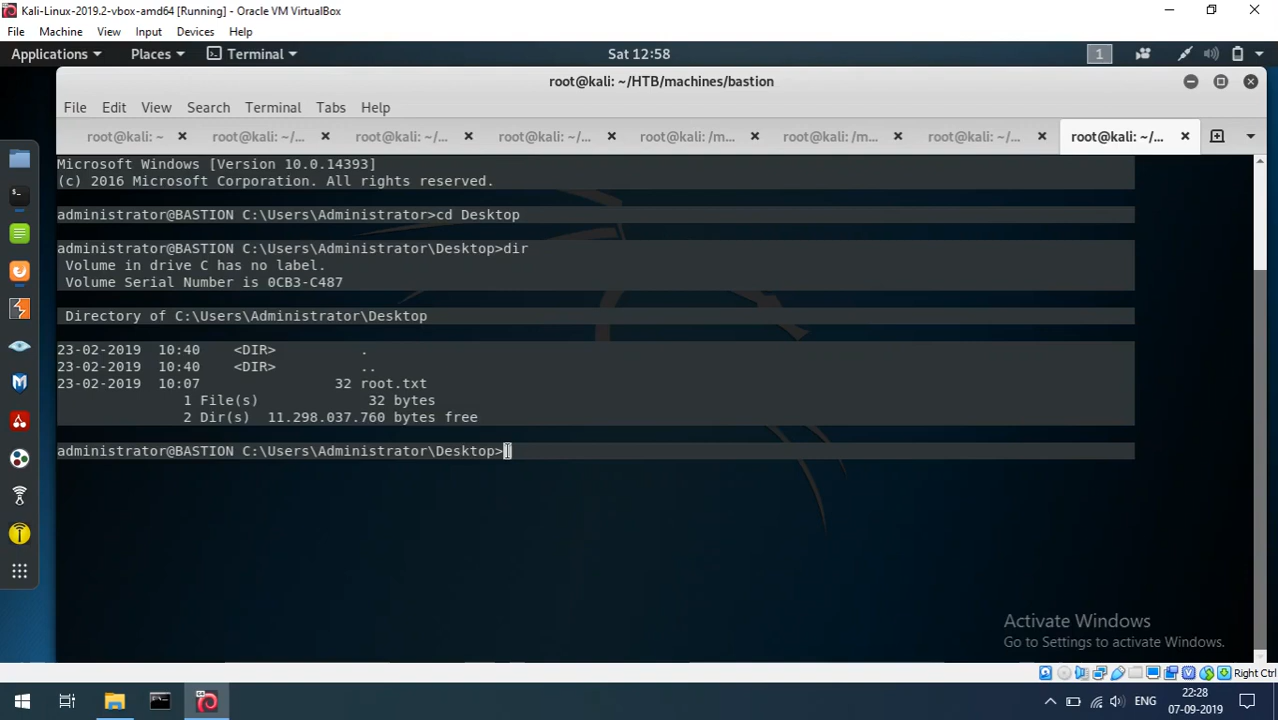 Kali-Linux-2019.2-vbox-amd64 [Running] - Oracle VM VirtualBox
File Machine View Input Devices Help
Applications Places Terminal Sat 12:58 1
root@kali: ~/HTB/machines/bastion
File Edit View Search Terminal Tabs Help
root@kali: ~ root@kali: ~/... root@kali: ~/... root@kali: ~/... root@kali: /m... root@kali: /m... root@kali: ~/... root@kali: ~/...
Microsoft Windows [Version 10.0.14393]
(c) 2016 Microsoft Corporation. All rights reserved.
administrator@BASTION C:\Users\Administrator>cd Desktop
administrator@BASTION C:\Users\Administrator\Desktop>dir
Volume in drive C has no label.
Volume Serial Number is 0CB3-C487
Directory of C:\Users\Administrator\Desktop
23-02-2019 10:40 <DIR> .
23-02-2019 10:40 <DIR> ..
23-02-2019 10:07 32 root.txt
1 File(s) 32 bytes
2 Dir(s) 11.298.037.760 bytes free
administrator@BASTION C:\Users\Administrator\Desktop>
Activate Windows
Go to Settings to activate Windows.
Right Ctrl
ENG 22:28
07-09-2019